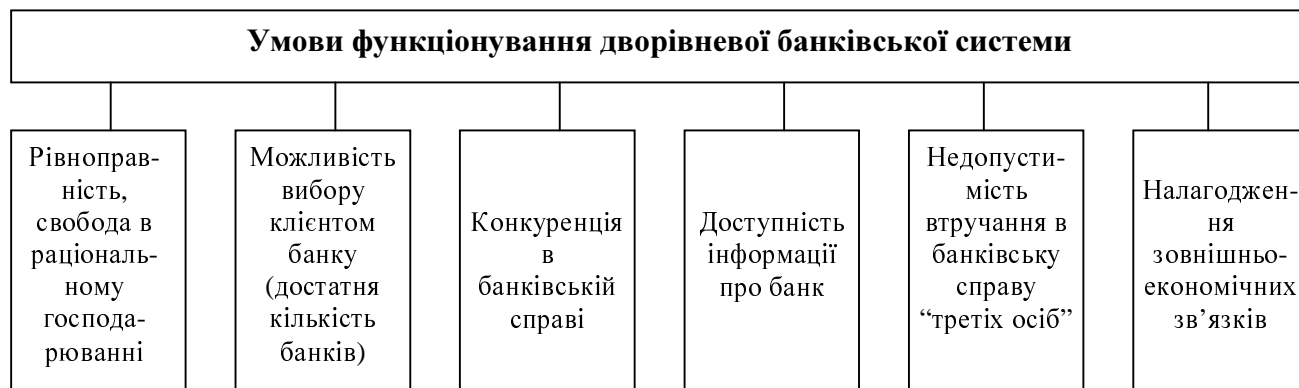 Умови функціонування дворівневої банківської системи
Рівноправ-
ність,
свобода в
раціональ-
ному
господа-
рюванні
Можливість
вибору
клієнтом
банку
(достатня
кількість
банків)
Конкуренція
в
банківській
справі
Доступність
інформації
про банк
Недопусти-
мість
втручання в
банківську
справу
“третіх осіб”
Налагоджен-
ня
зовнішньо-
економічних
зв’язків